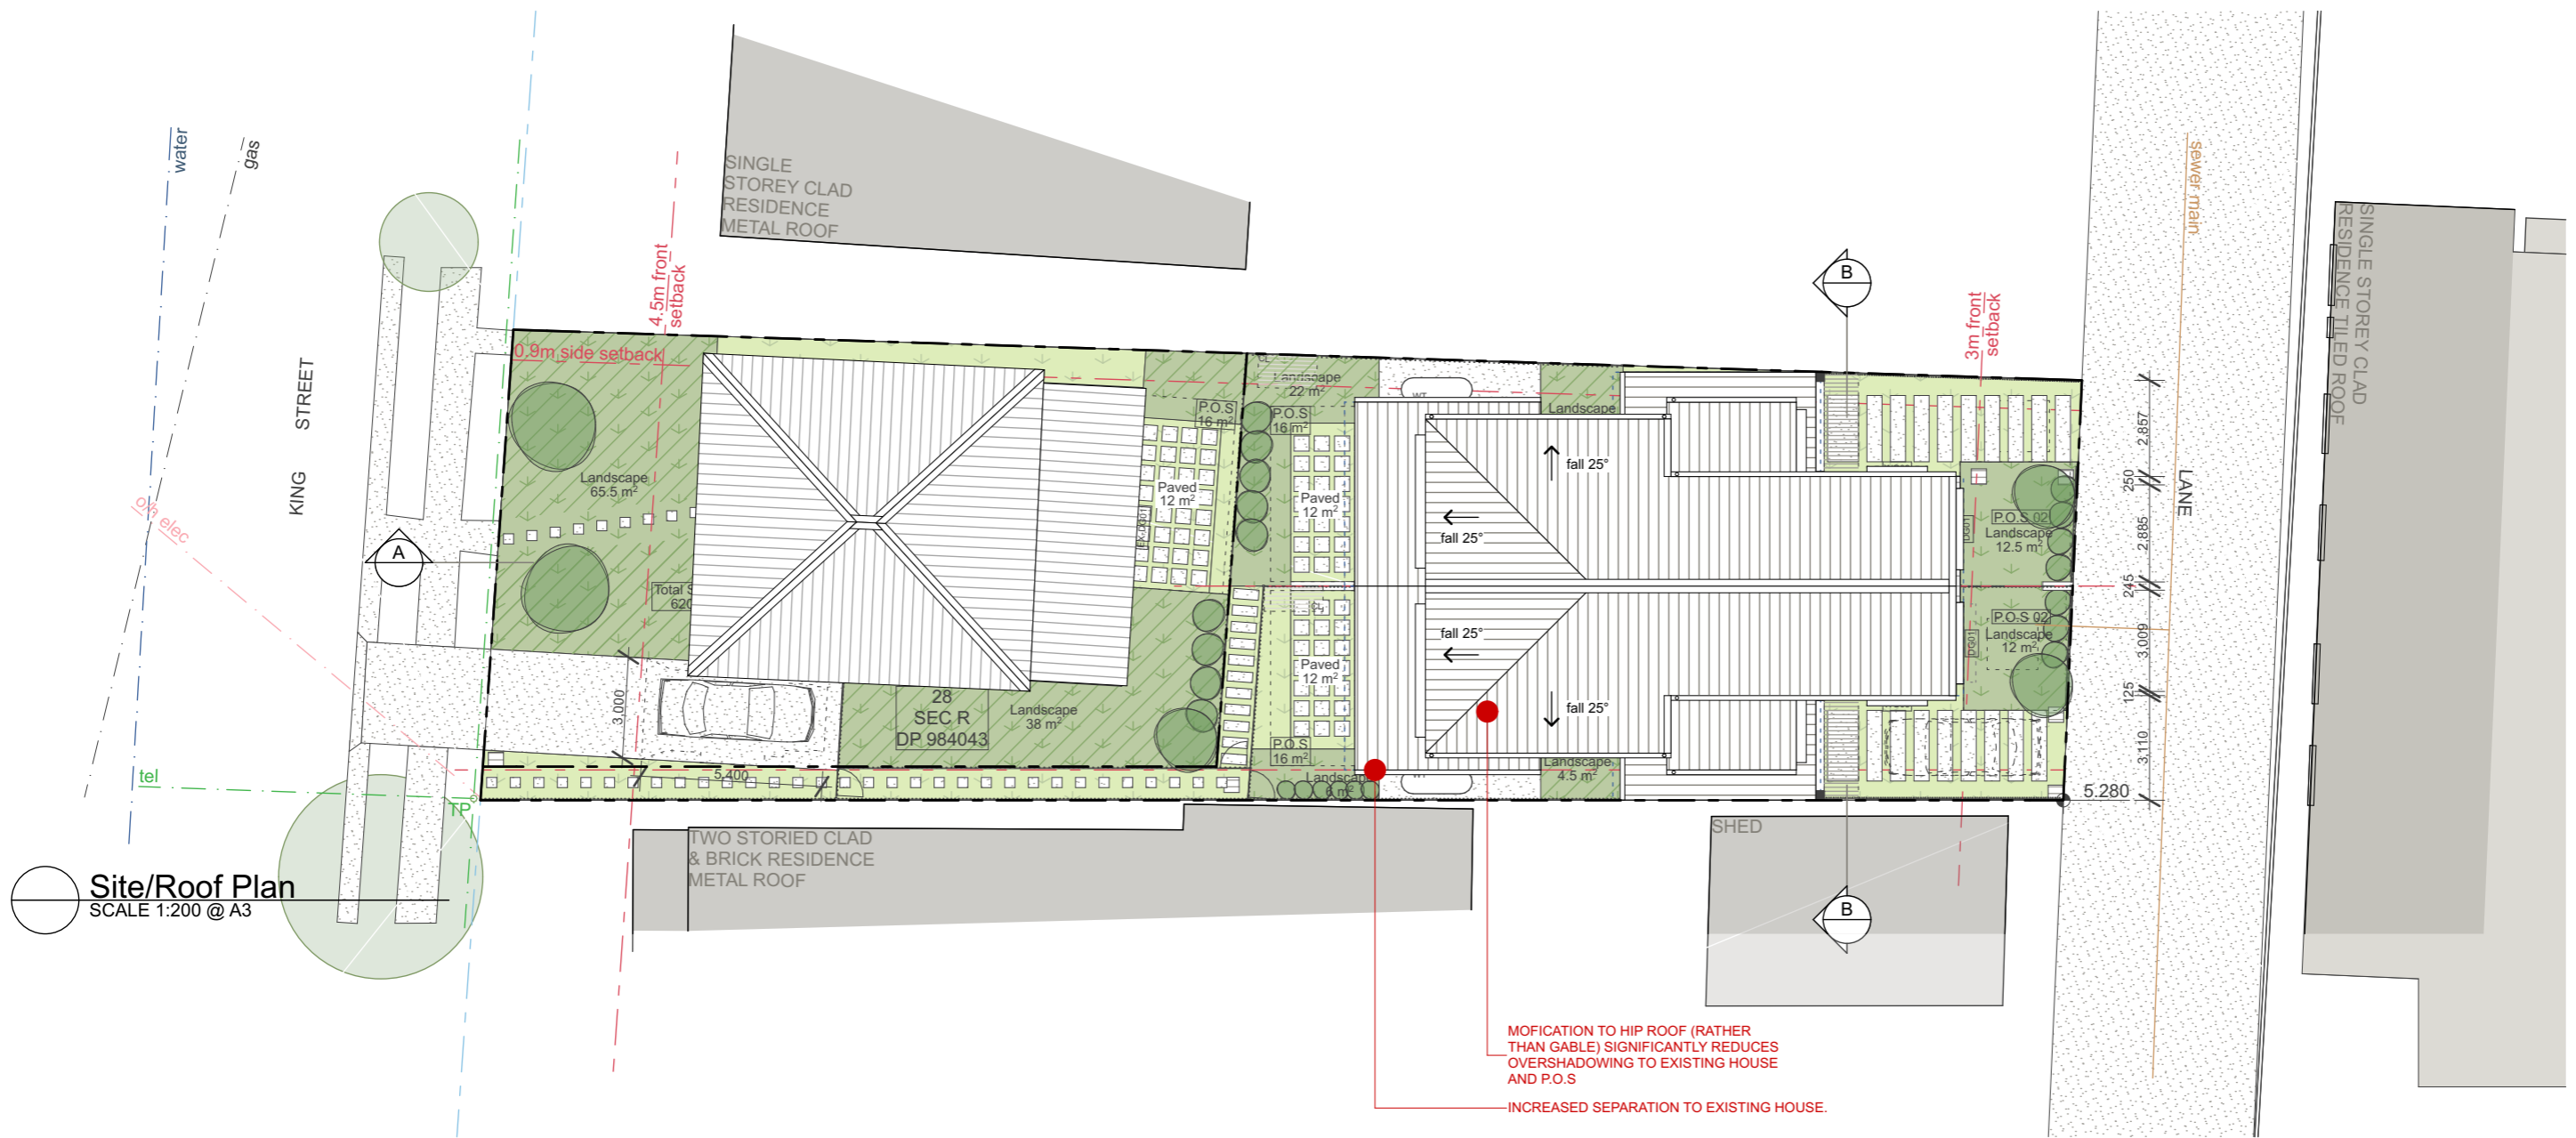 water
gas
KING STREET
o/h elec
tel
TP
A
Site/Roof Plan
SCALE 1:200 @ A3
4.5m front
setback
0.9m side setback
SINGLE
STOREY CLAD
RESIDENCE
METAL ROOF
Landscape
65.5 m²
Total S
620
3,000
5,400
28
SEC R
DP 984043
Landscape
38 m²
P.O.S
16 m²
Paved
12 m²
EX.DG01
Landscape
22 m²
P.O.S
16 m²
Paved
12 m²
CL
Paved
12 m²
P.O.S
16 m²
Landscape
6 m²
WT
WT
Landscape
fall 25°
fall 25°
fall 25°
fall 25°
Landscape
4.5 m²
TWO STORIED CLAD
& BRICK RESIDENCE
METAL ROOF
SHED
B
B
3m front
setback
DG01
P.O.S 02
Landscape
12.5 m²
DG01
P.O.S 02
Landscape
12 m²
2,857
250
2,885
245
3,009
125
3,110
5.280
LANE
sewer main
SINGLE STOREY CLAD
RESIDENCE TILED ROOF
MOFICATION TO HIP ROOF (RATHER
THAN GABLE) SIGNIFICANTLY REDUCES
OVERSHADOWING TO EXISTING HOUSE
AND P.O.S
INCREASED SEPARATION TO EXISTING HOUSE.